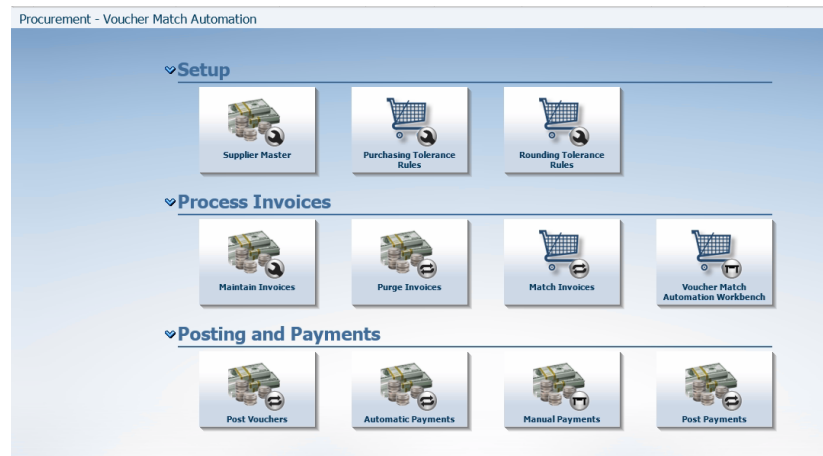 Procurement - Voucher Match Automation
Setup
Supplier Master
Purchasing Tolerance
Rules
Rounding Tolerance
Rules
Process Invoices
Maintain Invoices
Purge Invoices
Match Invoices
Voucher Match
Automation Workbench
Posting and Payments
Post Vouchers
Automatic Payments
Manual Payments
Post Payments